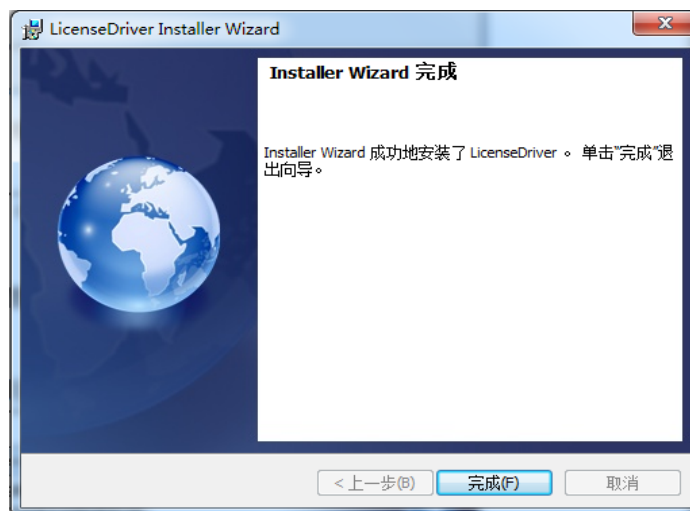 LicenseDriver Installer Wizard
Installer Wizard 完成
Installer Wizard 成功地安装了 LicenseDriver 。 单击"完成"退
出向导。
<上一步(B)
完成(F)
取消